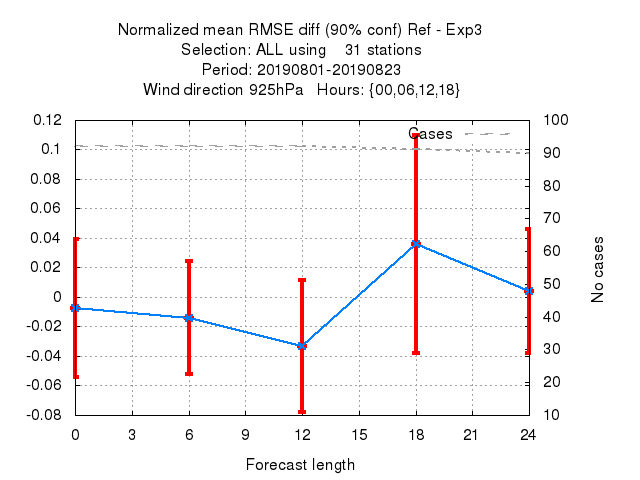 Normalized mean RMSE diff (90% conf) Ref - Exp3
Selection: ALL using 31 stations
Period: 20190801-20190823
Wind direction 925hPa Hours: {00,06,12,18}
Cases
0.12
0.1
0.08
0.06
0.04
0.02
0
-0.02
-0.04
-0.06
-0.08
100
90
80
70
60
50
40
30
20
10
No cases
0 3 6 9 12 15 18 21 24
Forecast length